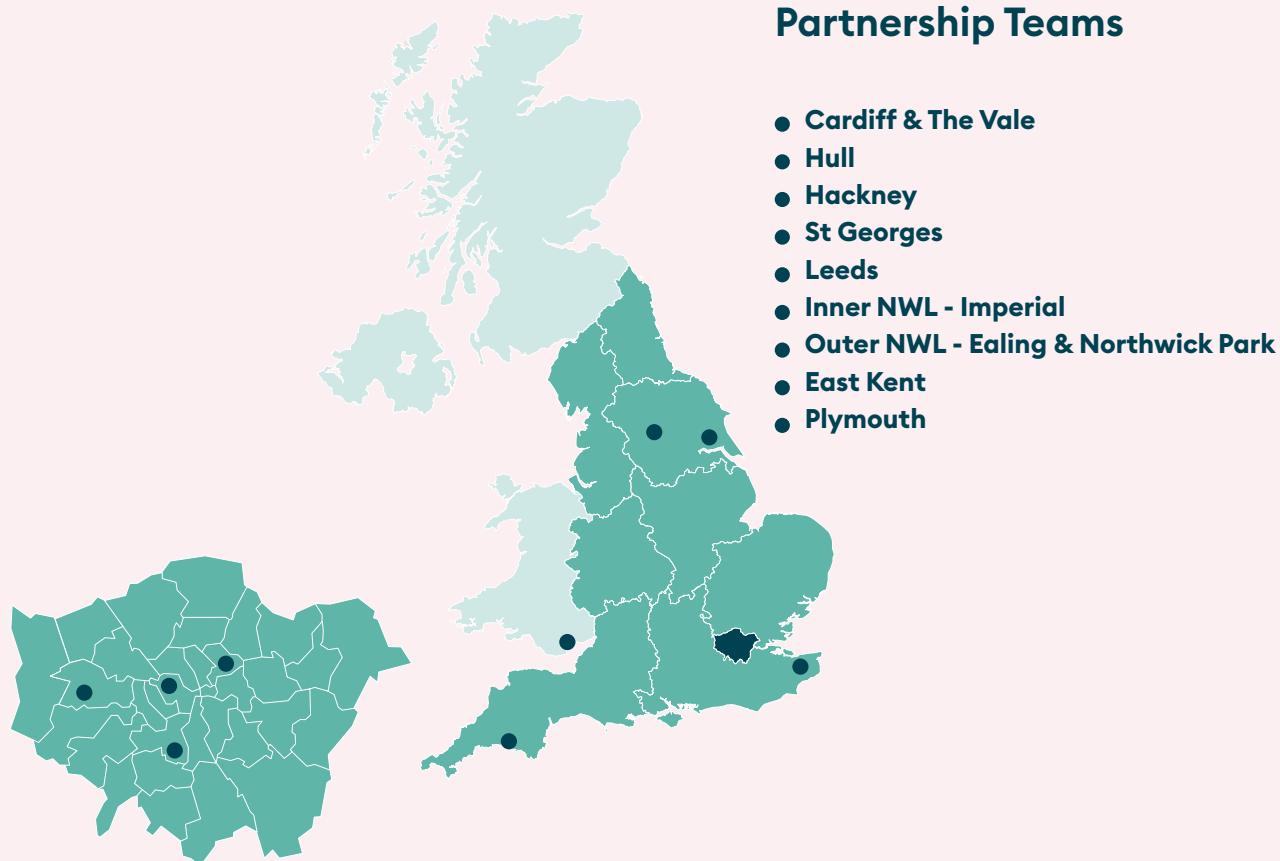 Partnership Teams
Cardiff & The Vale
Hull
Hackney
St Georges
Leeds
Inner NWL - Imperial
Outer NWL - Ealing & Northwick Park
East Kent
Plymouth